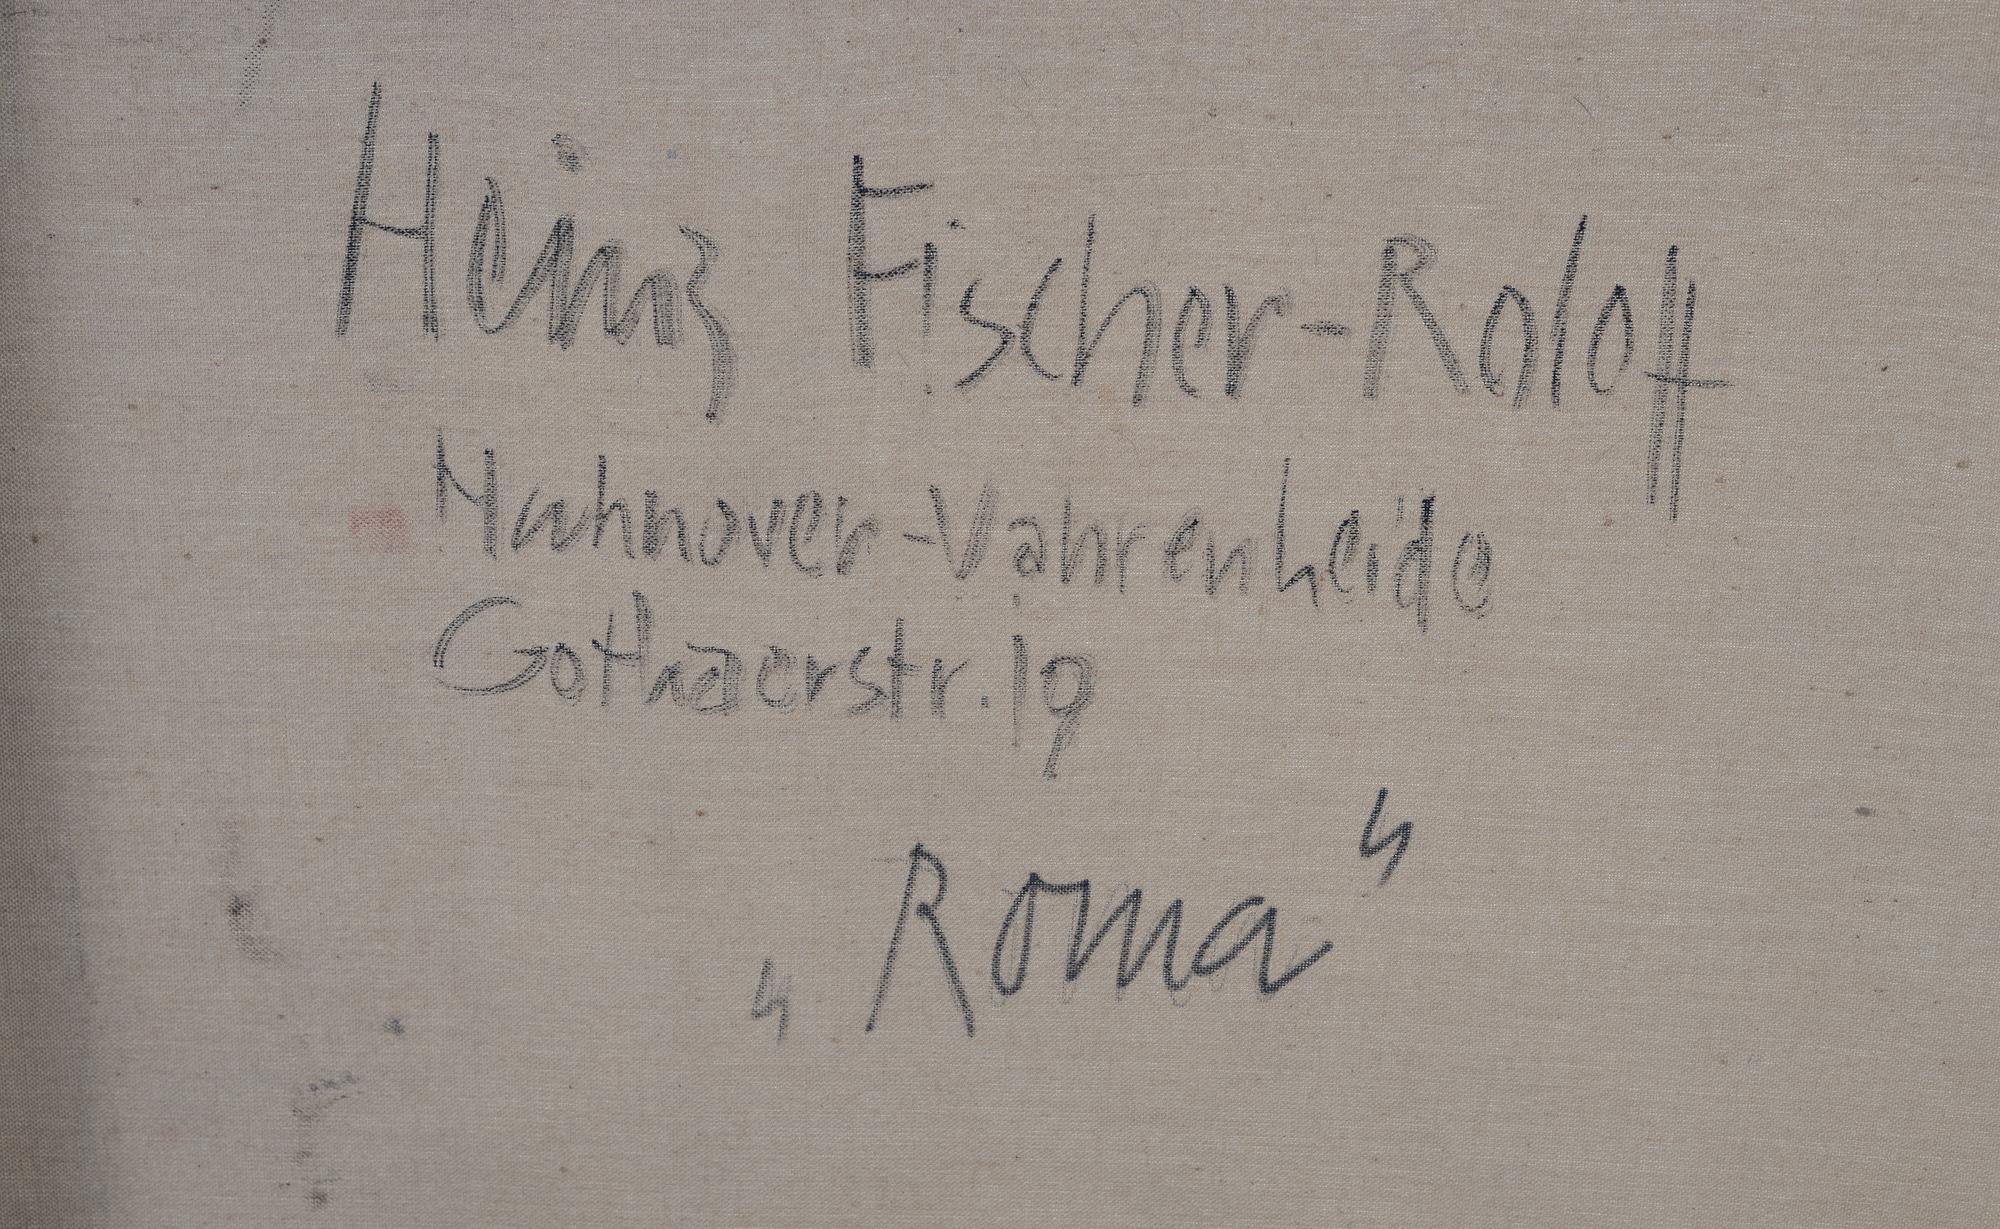 Heinz Fischer-Roloff
Hannover-Vahrenheide
Gothaerstr. 19
„Roma“